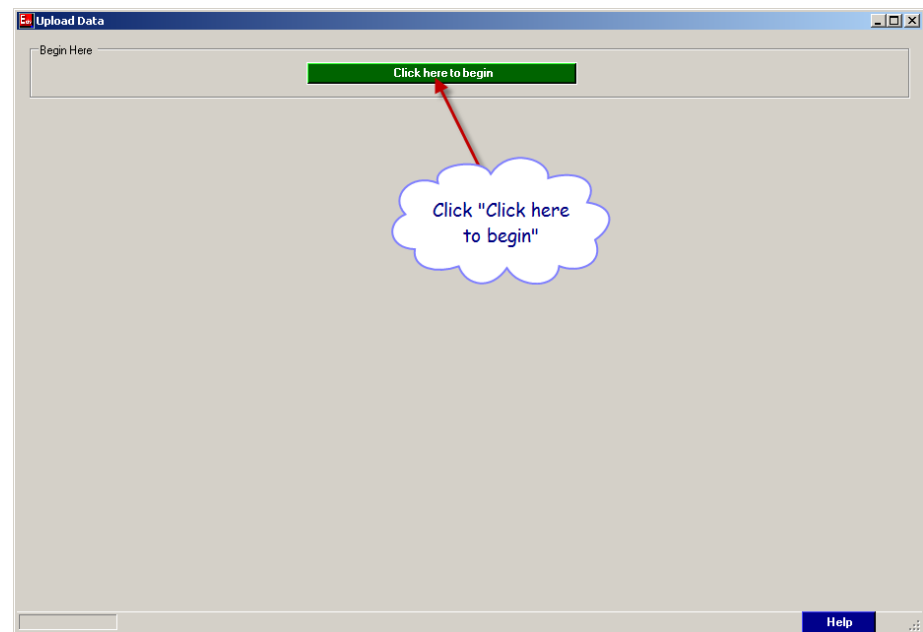 Upload Data
Begin Here
Click here to begin
Click "Click here
to begin"
Help